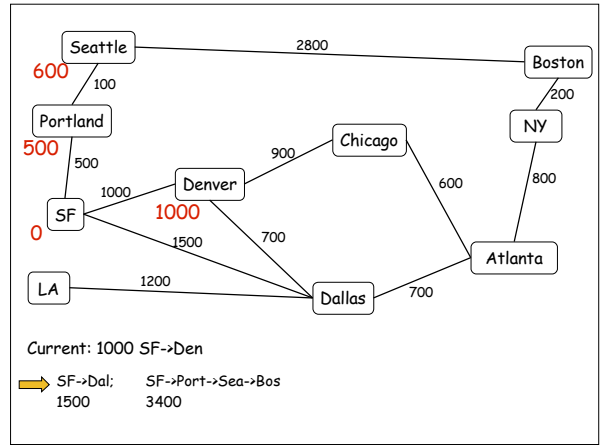 Seattle
2800
Boston
600
100
200
Portland
NY
500
Chicago
500
900
Denver
1000
600
800
SF
1000
0
700
1500
Atlanta
LA
1200
Dallas
700
Current: 1000 SF->Den
SF->Dal; SF->Port->Sea->Bos
1500 3400